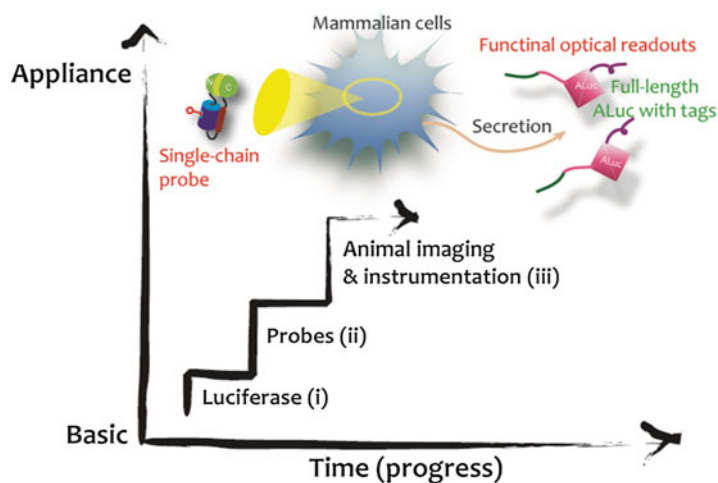 Mammalian cells
Functinal optical readouts
Appliance
C
ALuc
Full-length
ALuc with tags
Secretion
Single-chain
probe
ALuc
Animal imaging
& instrumentation (iii)
Probes (ii)
Luciferase (i)
Basic
Time (progress)